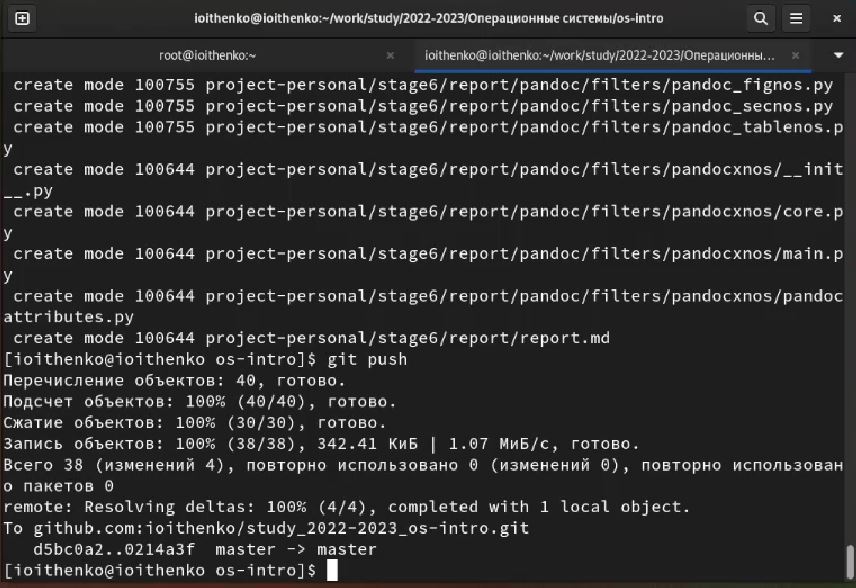 ioithenko@ioithenko:~/work/study/2022-2023/Операционные системы/os-intro
root@ioithenko:~
ioithenko@ioithenko:~/work/study/2022-2023/Операционны...
create mode 100755 project-personal/stage6/report/pandoc/filters/pandoc_fignos.py
create mode 100755 project-personal/stage6/report/pandoc/filters/pandoc_secnos.py
create mode 100755 project-personal/stage6/report/pandoc/filters/pandoc_tablenos.p
y
create mode 100644 project-personal/stage6/report/pandoc/filters/pandocxnos/__init
__.py
create mode 100644 project-personal/stage6/report/pandoc/filters/pandocxnos/core.p
y
create mode 100644 project-personal/stage6/report/pandoc/filters/pandocxnos/main.p
y
create mode 100644 project-personal/stage6/report/pandoc/filters/pandocxnos/pandoc
attributes.py
create mode 100644 project-personal/stage6/report/report.md
[ioithenko@ioithenko os-intro]$ git push
Перечисление объектов: 40, готово.
Подсчет объектов: 100% (40/40), готово.
Сжатие объектов: 100% (30/30), готово.
Запись объектов: 100% (38/38), 342.41 КиБ | 1.07 МиБ/с, готово.
Всего 38 (изменений 4), повторно использовано 0 (изменений 0), повторно использован
о пакетов 0
remote: Resolving deltas: 100% (4/4), completed with 1 local object.
To github.com:ioithenko/study_2022-2023_os-intro.git
d5bc0a2..0214a3f  master -> master
[ioithenko@ioithenko os-intro]$